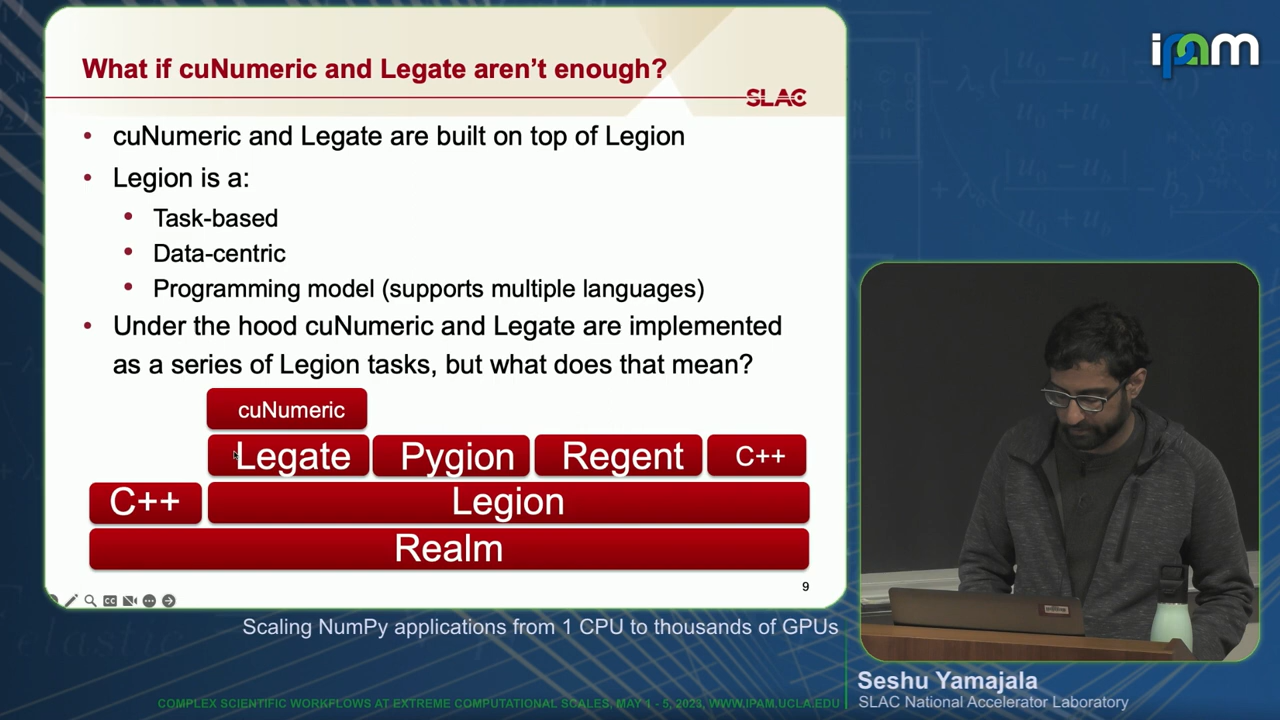 What if cuNumeric and Legate aren't enough?
SLAC
• cuNumeric and Legate are built on top of Legion
• Legion is a:
• Task-based
• Data-centric
• Programming model (supports multiple languages)
• Under the hood cuNumeric and Legate are implemented
as a series of Legion tasks, but what does that mean?
cuNumeric
Legate Pygion Regent C++
C++ Legion
Realm
9
CC
Scaling NumPy applications from 1 CPU to thousands of GPUs
ipam
Seshu Yamajala
SLAC National Accelerator Laboratory
COMPLEX SCIENTIFIC WORKFLOWS AT EXTREME COMPUTATIONAL SCALES, MAY 1 - 5, 2023, WWW.IPAM.UCLA.EDU